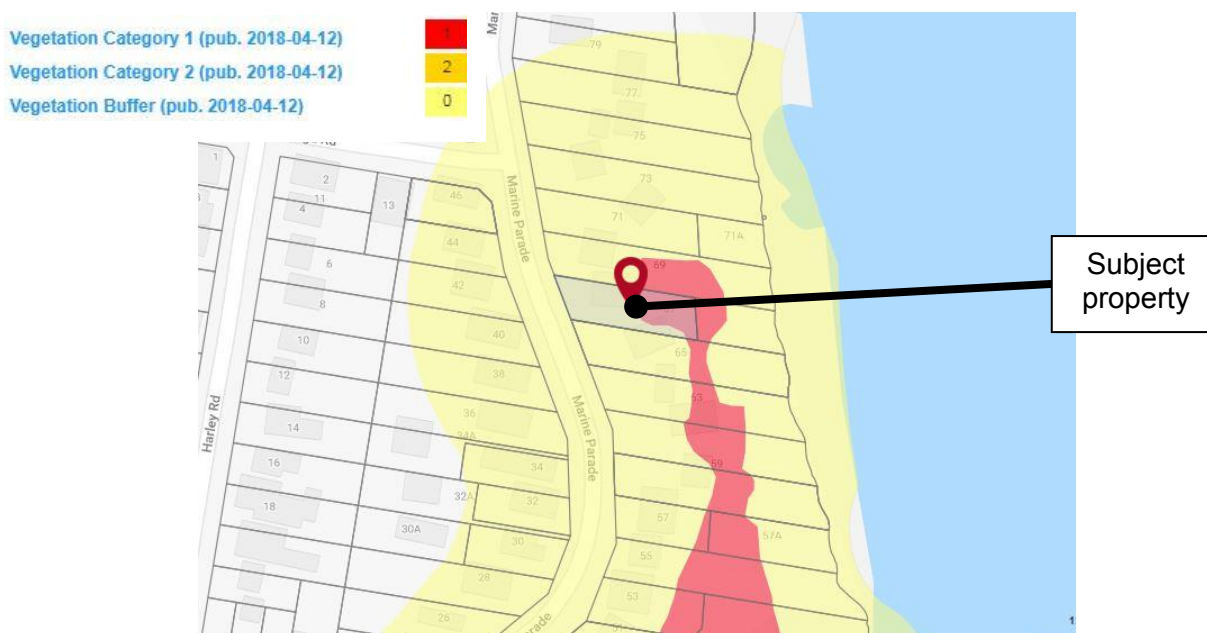 Vegetation Category 1 (pub. 2018-04-12)
1
Vegetation Category 2 (pub. 2018-04-12)
2
Vegetation Buffer (pub. 2018-04-12)
0
79
77
75
73
71
71A
69
65
63
59
57
57A
55
53
Marine Parade
Marine Parade
1
2
11
4
13
6
8
10
12
14
16
18
Harley Rd
46
44
42
40
38
36
34A
34
32A
32
30A
30
28
26
Subject
property